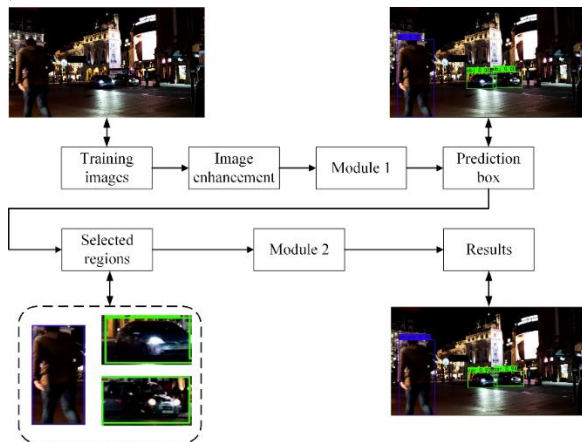 Training
images
Image
enhancement
Module 1
Prediction
box
Selected
regions
Module 2
Results